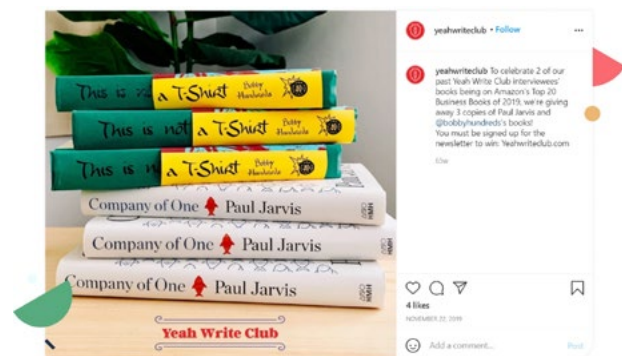 This is not a T-Shirt Bobby Hundreds
This is not a T-Shirt Bobby Hundreds
This is not a T-Shirt Bobby Hundreds
Company of One Paul Jarvis HMH
Company of One Paul Jarvis HMH
Company of One Paul Jarvis HMH
Yeah Write Club
yeahwriteclub • Follow
yeahwriteclub To celebrate 2 of our
past Yeah Write Club interviewees'
books being on Amazon's Top 20
Business Books of 2019, we're giving
away 3 copies of Paul Jarvis and
@bobbyhundreds's books!
You must be signed up for the
newsletter to win: Yeahwriteclub.com
4 likes
NOVEMBER 22, 2019
Add a comment...
Post